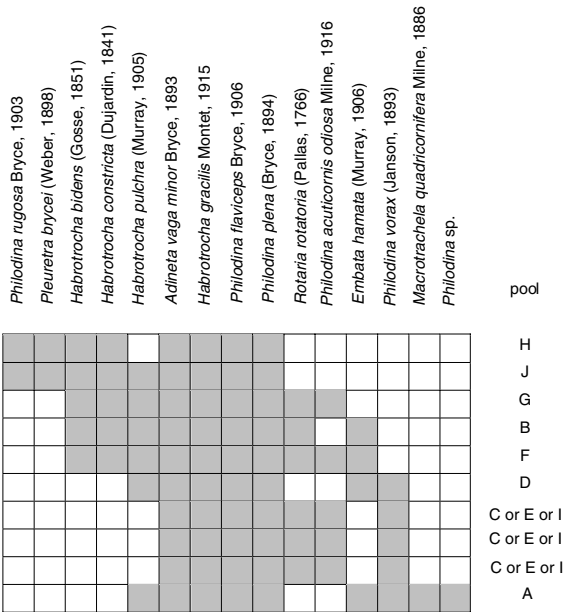 Philodina rugosa Bryce, 1903
Pleuretra brycei (Weber, 1898)
Habrotrocha bidens (Gosse, 1851)
Habrotrocha constricta (Dujardin, 1841)
Habrotrocha pulchra (Murray, 1905)
Adineta vaga minor Bryce, 1893
Habrotrocha gracilis Montet, 1915
Philodina flaviceps Bryce, 1906
Philodina plena (Bryce, 1894)
Rotaria rotatoria (Pallas, 1766)
Philodina acuticornis odiosa Milne, 1916
Embata hamata (Murray, 1906)
Philodina vorax (Janson, 1893)
Macrotrachela quadricornifera Milne, 1886
Philodina sp.
pool
H
J
G
B
F
D
C or E or I
C or E or I
C or E or I
A